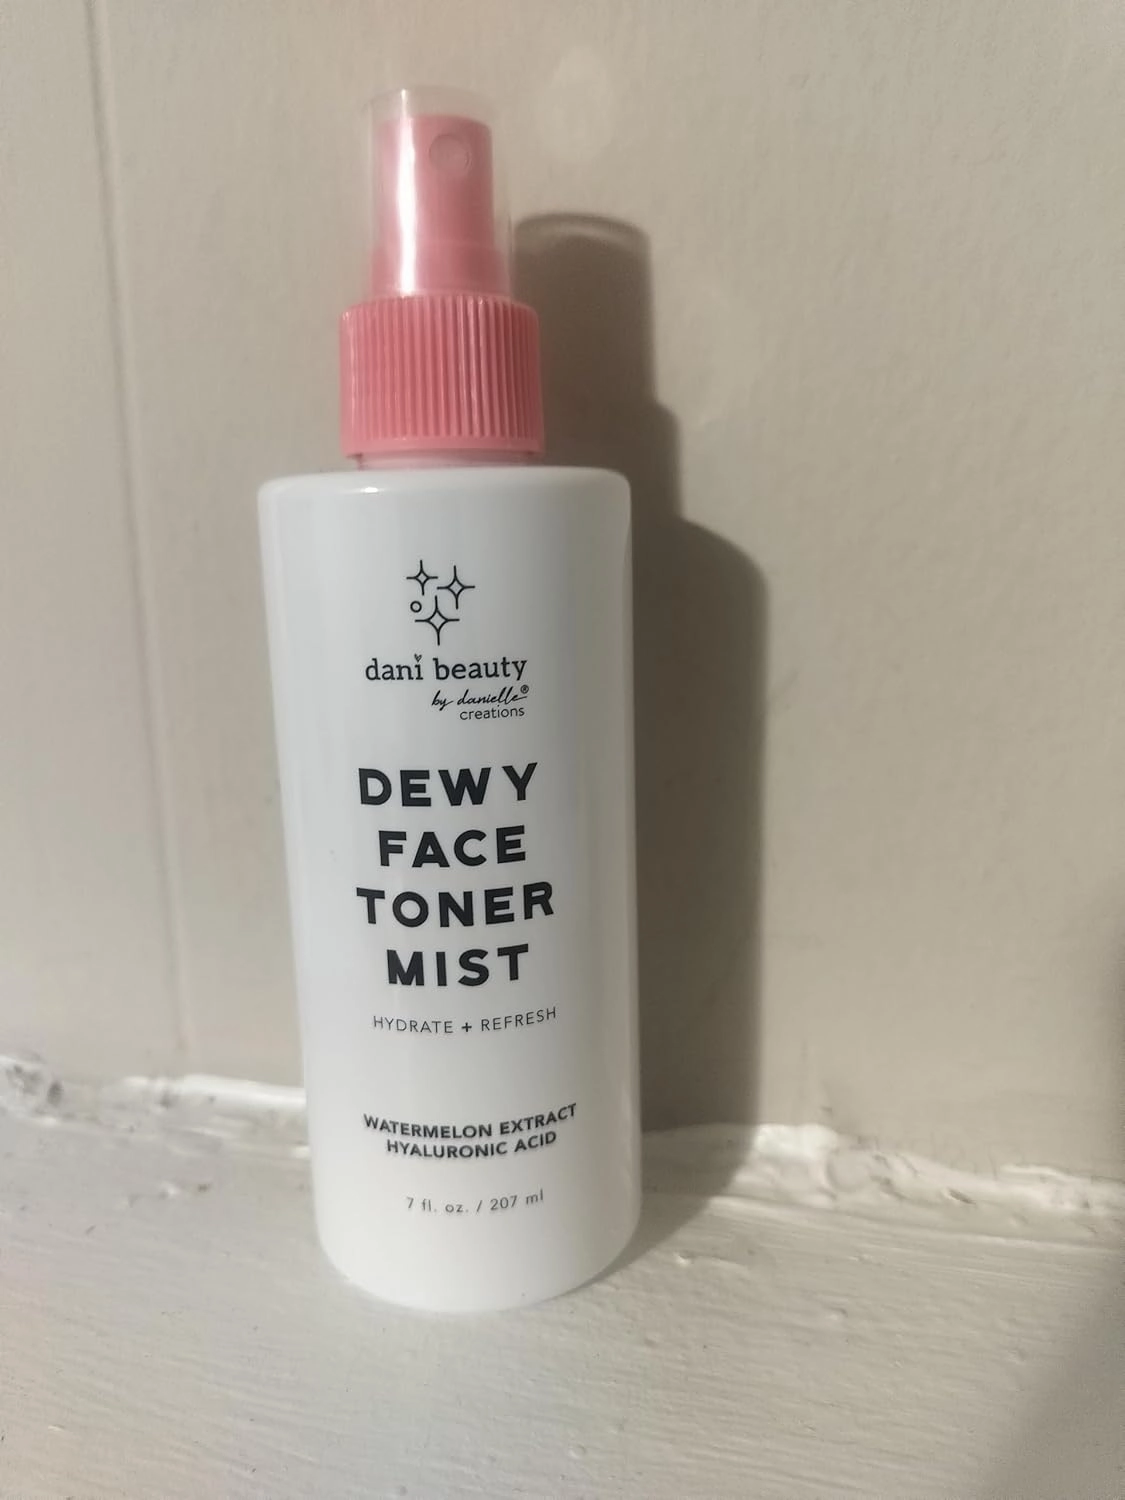 dani beauty
by danielle®
creations
DEWY
FACE
TONER
MIST
HYDRATE + REFRESH
WATERMELON EXTRACT
HYALURONIC ACID
7 fl. oz. / 207 ml